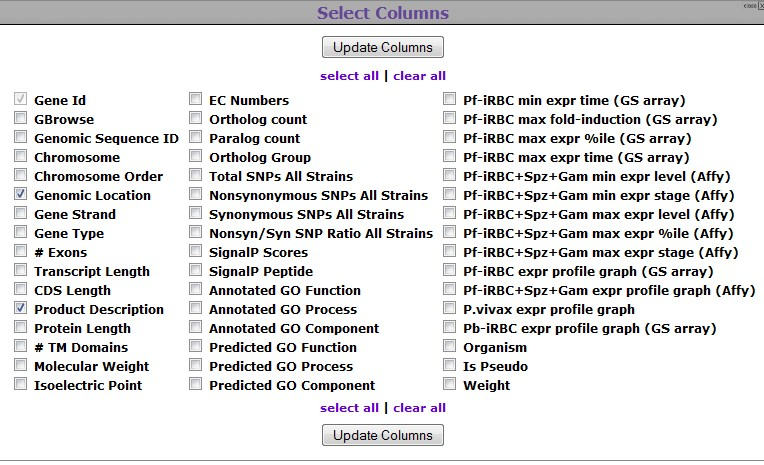 Select Columns
close X
Update Columns
select all | clear all
Gene Id
GBrowse
Genomic Sequence ID
Chromosome
Chromosome Order
Genomic Location
Gene Strand
Gene Type
# Exons
Transcript Length
CDS Length
Product Description
Protein Length
# TM Domains
Molecular Weight
Isoelectric Point
EC Numbers
Ortholog count
Paralog count
Ortholog Group
Total SNPs All Strains
Nonsynonymous SNPs All Strains
Synonymous SNPs All Strains
Nonsyn/Syn SNP Ratio All Strains
SignalP Scores
SignalP Peptide
Annotated GO Function
Annotated GO Process
Annotated GO Component
Predicted GO Function
Predicted GO Process
Predicted GO Component
Pf-iRBC min expr time (GS array)
Pf-iRBC max fold-induction (GS array)
Pf-iRBC max expr %ile (GS array)
Pf-iRBC max expr time (GS array)
Pf-iRBC+Spz+Gam min expr level (Affy)
Pf-iRBC+Spz+Gam min expr stage (Affy)
Pf-iRBC+Spz+Gam max expr level (Affy)
Pf-iRBC+Spz+Gam max expr %ile (Affy)
Pf-iRBC+Spz+Gam max expr stage (Affy)
Pf-iRBC expr profile graph (GS array)
Pf-iRBC+Spz+Gam expr profile graph (Affy)
P.vivax expr profile graph
Pb-iRBC expr profile graph (GS array)
Organism
Is Pseudo
Weight
select all | clear all
Update Columns